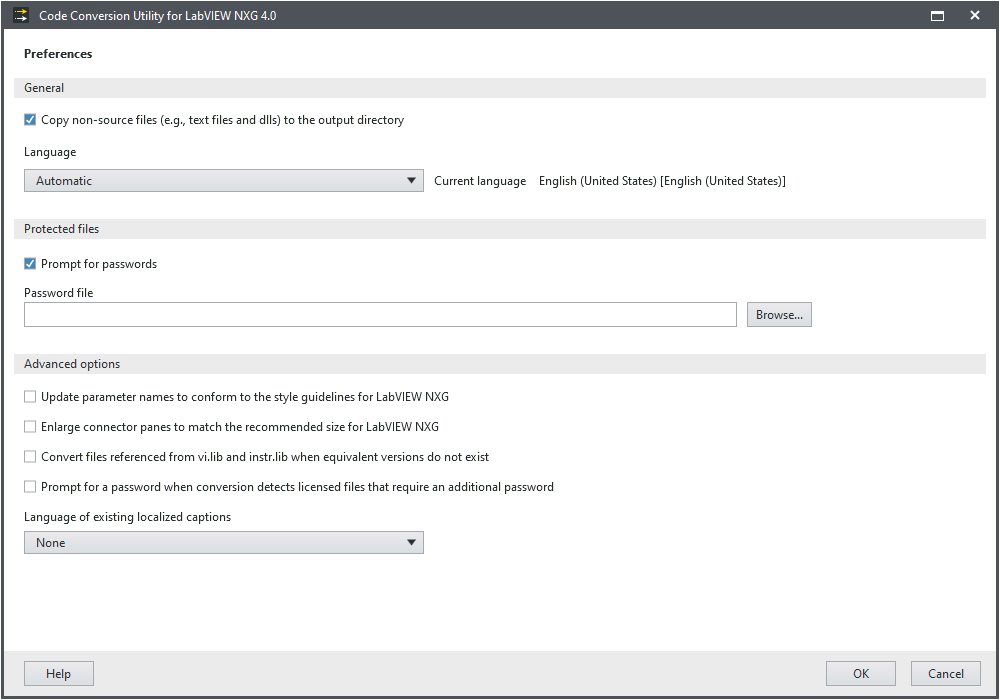 Code Conversion Utility for LabVIEW NXG 4.0
Preferences
General
Copy non-source files (e.g., text files and dlls) to the output directory
Language
Automatic Current language English (United States) [English (United States)]
Protected files
Prompt for passwords
Password file
Browse...
Advanced options
Update parameter names to conform to the style guidelines for LabVIEW NXG
Enlarge connector panes to match the recommended size for LabVIEW NXG
Convert files referenced from vi.lib and instr.lib when equivalent versions do not exist
Prompt for a password when conversion detects licensed files that require an additional password
Language of existing localized captions
None
Help OK Cancel